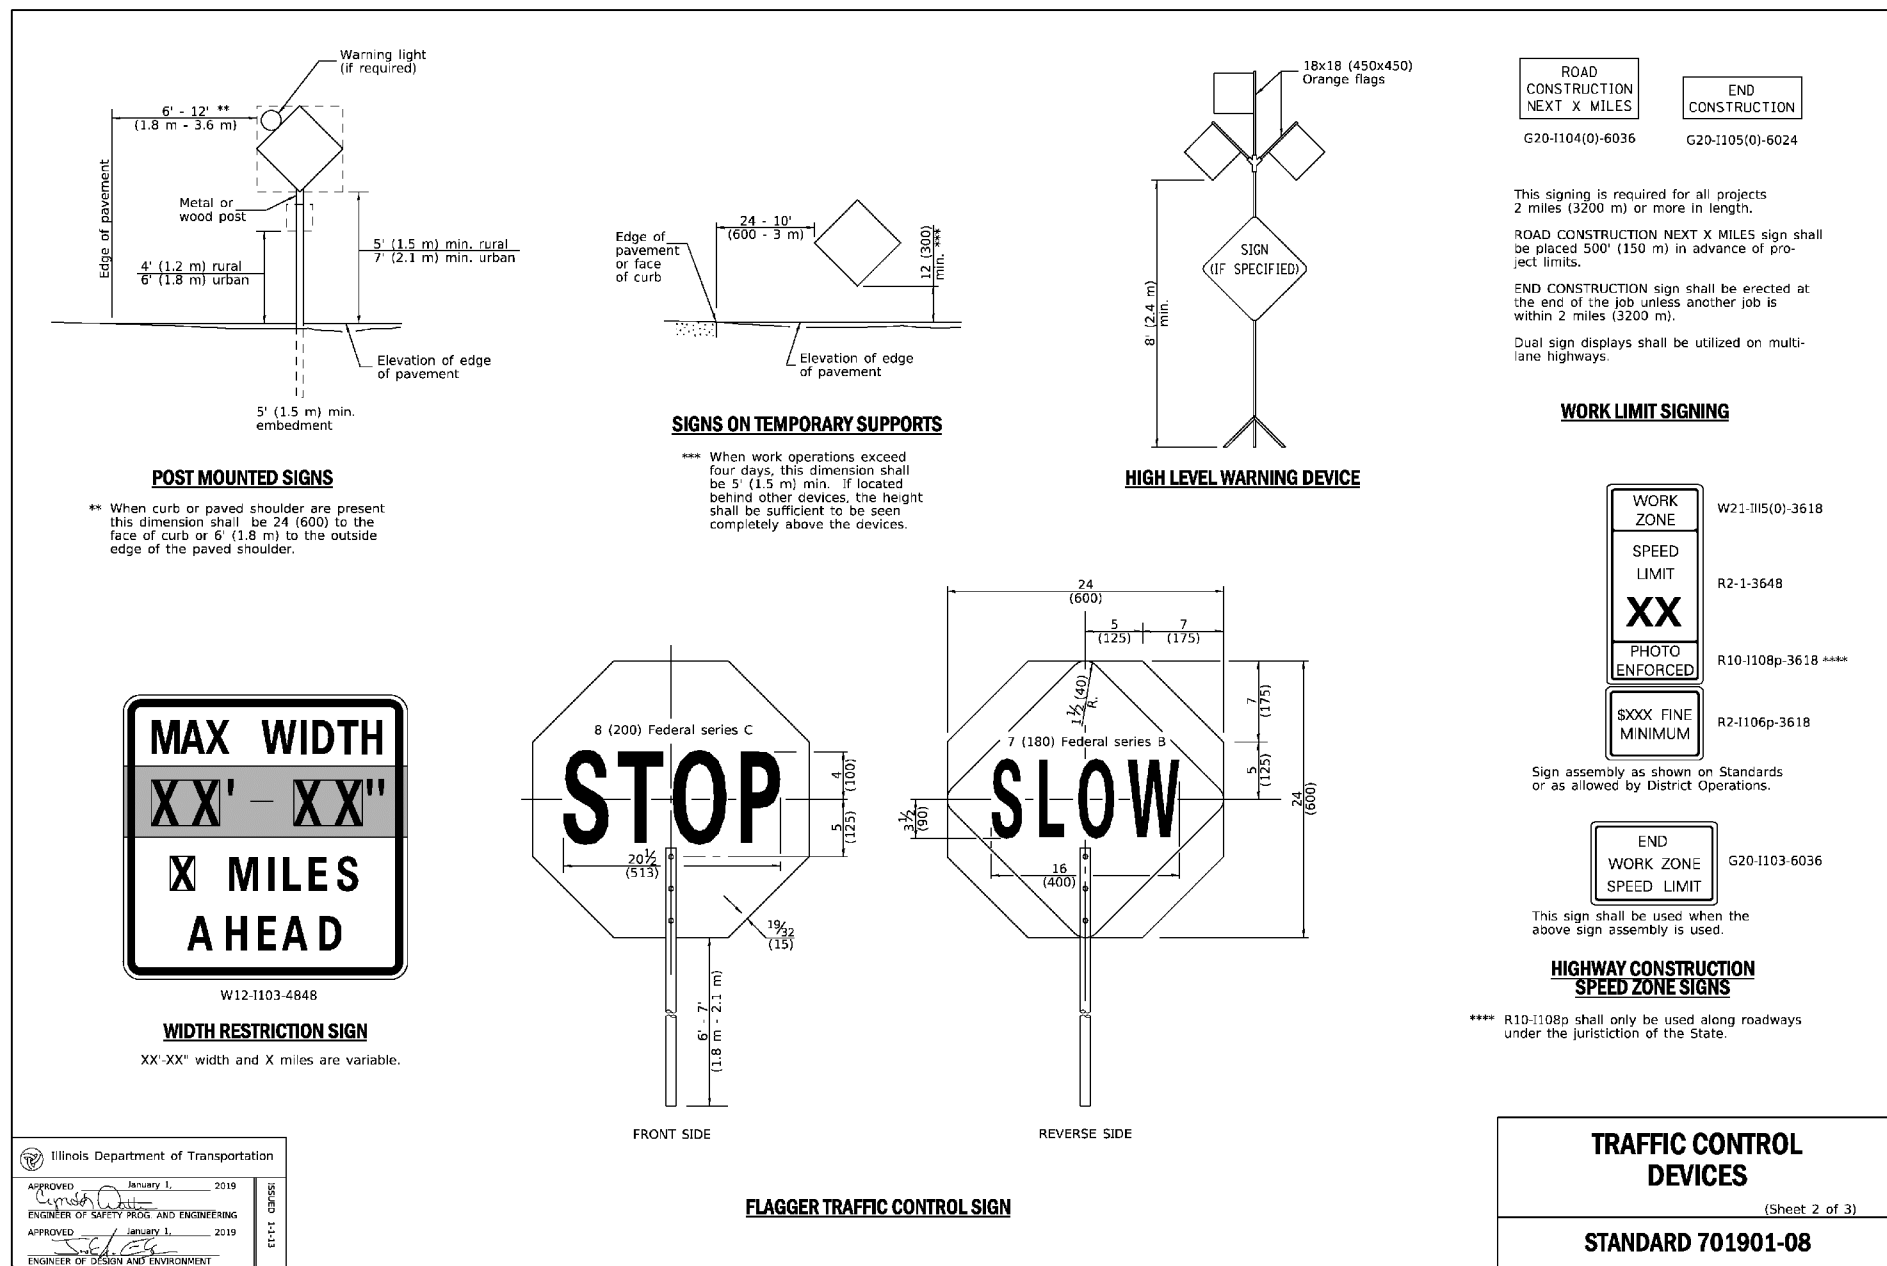 Warning light
(if required)
6' - 12' **
(1.8 m - 3.6 m)
Edge of pavement
Metal or
wood post
5' (1.5 m) min. rural
7' (2.1 m) min. urban
4' (1.2 m) rural
6' (1.8 m) urban
Elevation of edge
of pavement
5' (1.5 m) min.
embedment
POST MOUNTED SIGNS
** When curb or paved shoulder are present
this dimension shall be 24 (600) to the
face of curb or 6' (1.8 m) to the outside
edge of the paved shoulder.
24 - 10'
(600 - 3 m)
Edge of
pavement
or face
of curb
12 (300)
min. ***
Elevation of edge
of pavement
SIGNS ON TEMPORARY SUPPORTS
*** When work operations exceed
four days, this dimension shall
be 5' (1.5 m) min. If located
behind other devices, the height
shall be sufficient to be seen
completely above the devices.
18x18 (450x450)
Orange flags
SIGN
(IF SPECIFIED)
8' (2.4 m)
min.
HIGH LEVEL WARNING DEVICE
ROAD
CONSTRUCTION
NEXT X MILES
G20-I104(0)-6036
END
CONSTRUCTION
G20-I105(0)-6024
This signing is required for all projects
2 miles (3200 m) or more in length.
ROAD CONSTRUCTION NEXT X MILES sign shall
be placed 500' (150 m) in advance of pro-
ject limits.
END CONSTRUCTION sign shall be erected at
the end of the job unless another job is
within 2 miles (3200 m).
Dual sign displays shall be utilized on multi-
lane highways.
WORK LIMIT SIGNING
WORK
ZONE
W21-III5(0)-3618
SPEED
LIMIT
XX
R2-1-3648
PHOTO
ENFORCED
R10-I108p-3618 ****
$XXX FINE
MINIMUM
R2-I106p-3618
Sign assembly as shown on Standards
or as allowed by District Operations.
END
WORK ZONE
SPEED LIMIT
G20-I103-6036
This sign shall be used when the
above sign assembly is used.
HIGHWAY CONSTRUCTION
SPEED ZONE SIGNS
**** R10-I108p shall only be used along roadways
under the juristiction of the State.
MAX WIDTH
XX' - XX"
X MILES
AHEAD
W12-I103-4848
WIDTH RESTRICTION SIGN
XX'-XX" width and X miles are variable.
8 (200) Federal series C
STOP
4
(100)
5
(125)
20 1/2
(513)
19/32
(15)
6' - 7'
(1.8 m - 2.1 m)
FRONT SIDE
24
(600)
5
(125)
7
(175)
1 1/2 (40)
R.
7 (180) Federal series B
SLOW
7
(175)
5
(125)
24
(600)
3 1/2
(90)
16
(400)
REVERSE SIDE
FLAGGER TRAFFIC CONTROL SIGN
Illinois Department of Transportation
APPROVED January 1, 2019
ENGINEER OF SAFETY PROG. AND ENGINEERING
APPROVED January 1, 2019
ENGINEER OF DESIGN AND ENVIRONMENT
ISSUED 1-1-13
TRAFFIC CONTROL
DEVICES
(Sheet 2 of 3)
STANDARD 701901-08